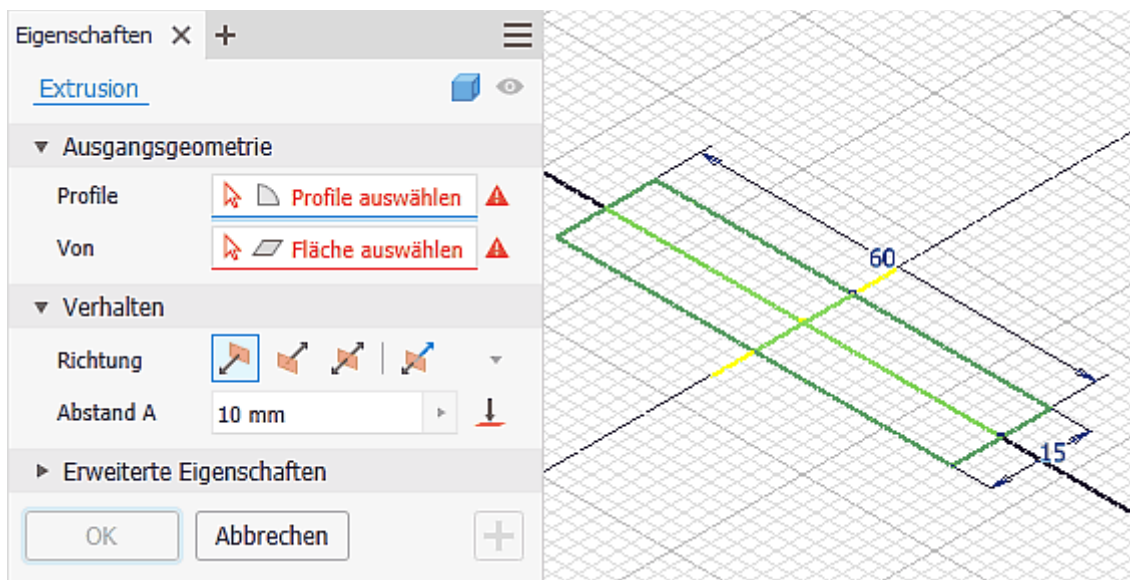 Eigenschaften
Extrusion
Ausgangsgeometrie
Profile Profile auswählen
Von Fläche auswählen
Verhalten
Richtung
Abstand A 10 mm
Erweiterte Eigenschaften
OK Abbrechen
60
15